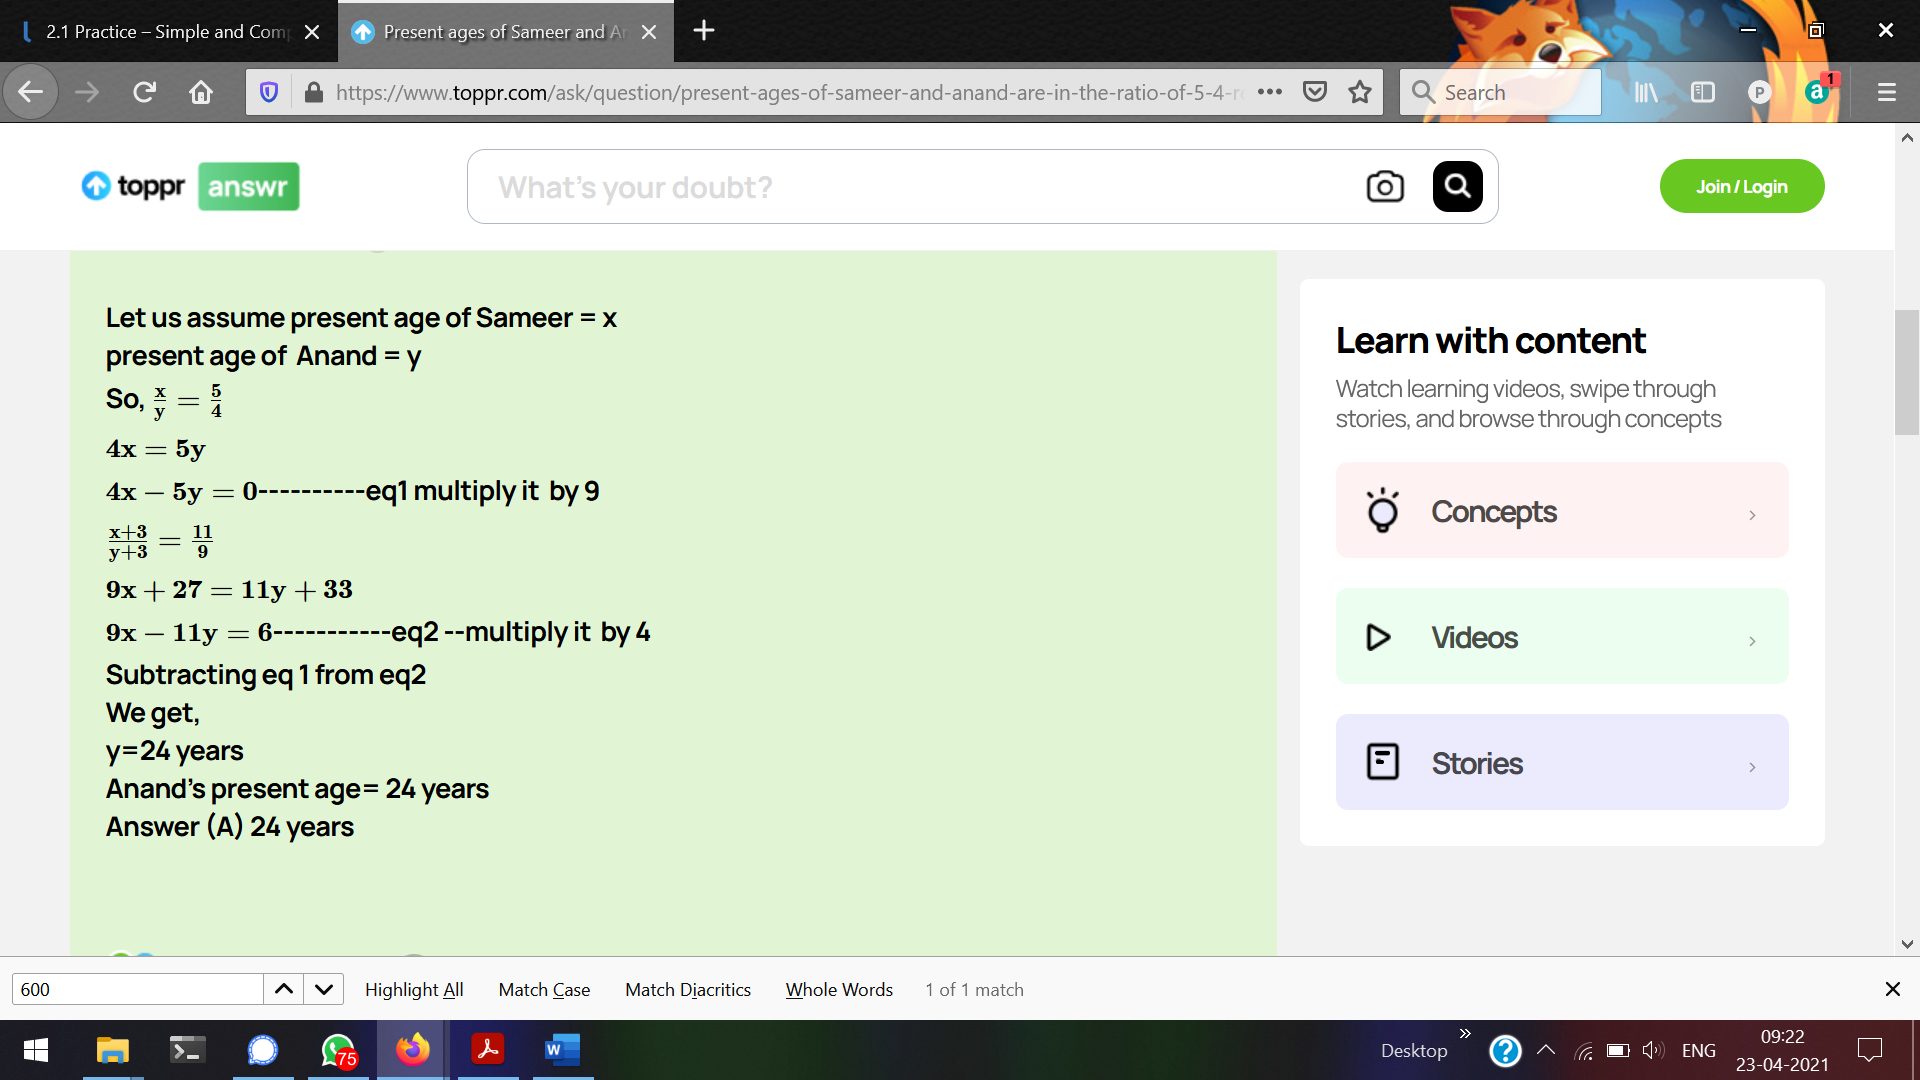 2.1 Practice – Simple and Com
Present ages of Sameer and A
https://www.toppr.com/ask/question/present-ages-of-sameer-and-anand-are-in-the-ratio-of-5-4-r
Search
P
a
1
toppr answr
What's your doubt?
Join / Login
Let us assume present age of Sameer = x
present age of Anand = y
So, x/y = 5/4
4x = 5y
4x − 5y = 0----------eq1 multiply it by 9
x+3/y+3 = 11/9
9x + 27 = 11y + 33
9x − 11y = 6-----------eq2 --multiply it by 4
Subtracting eq 1 from eq2
We get,
y=24 years
Anand's present age= 24 years
Answer (A) 24 years
Learn with content
Watch learning videos, swipe through
stories, and browse through concepts
Concepts
Videos
Stories
600
Highlight All
Match Case
Match Diacritics
Whole Words
1 of 1 match
75
W
Desktop
ENG
09:22
23-04-2021